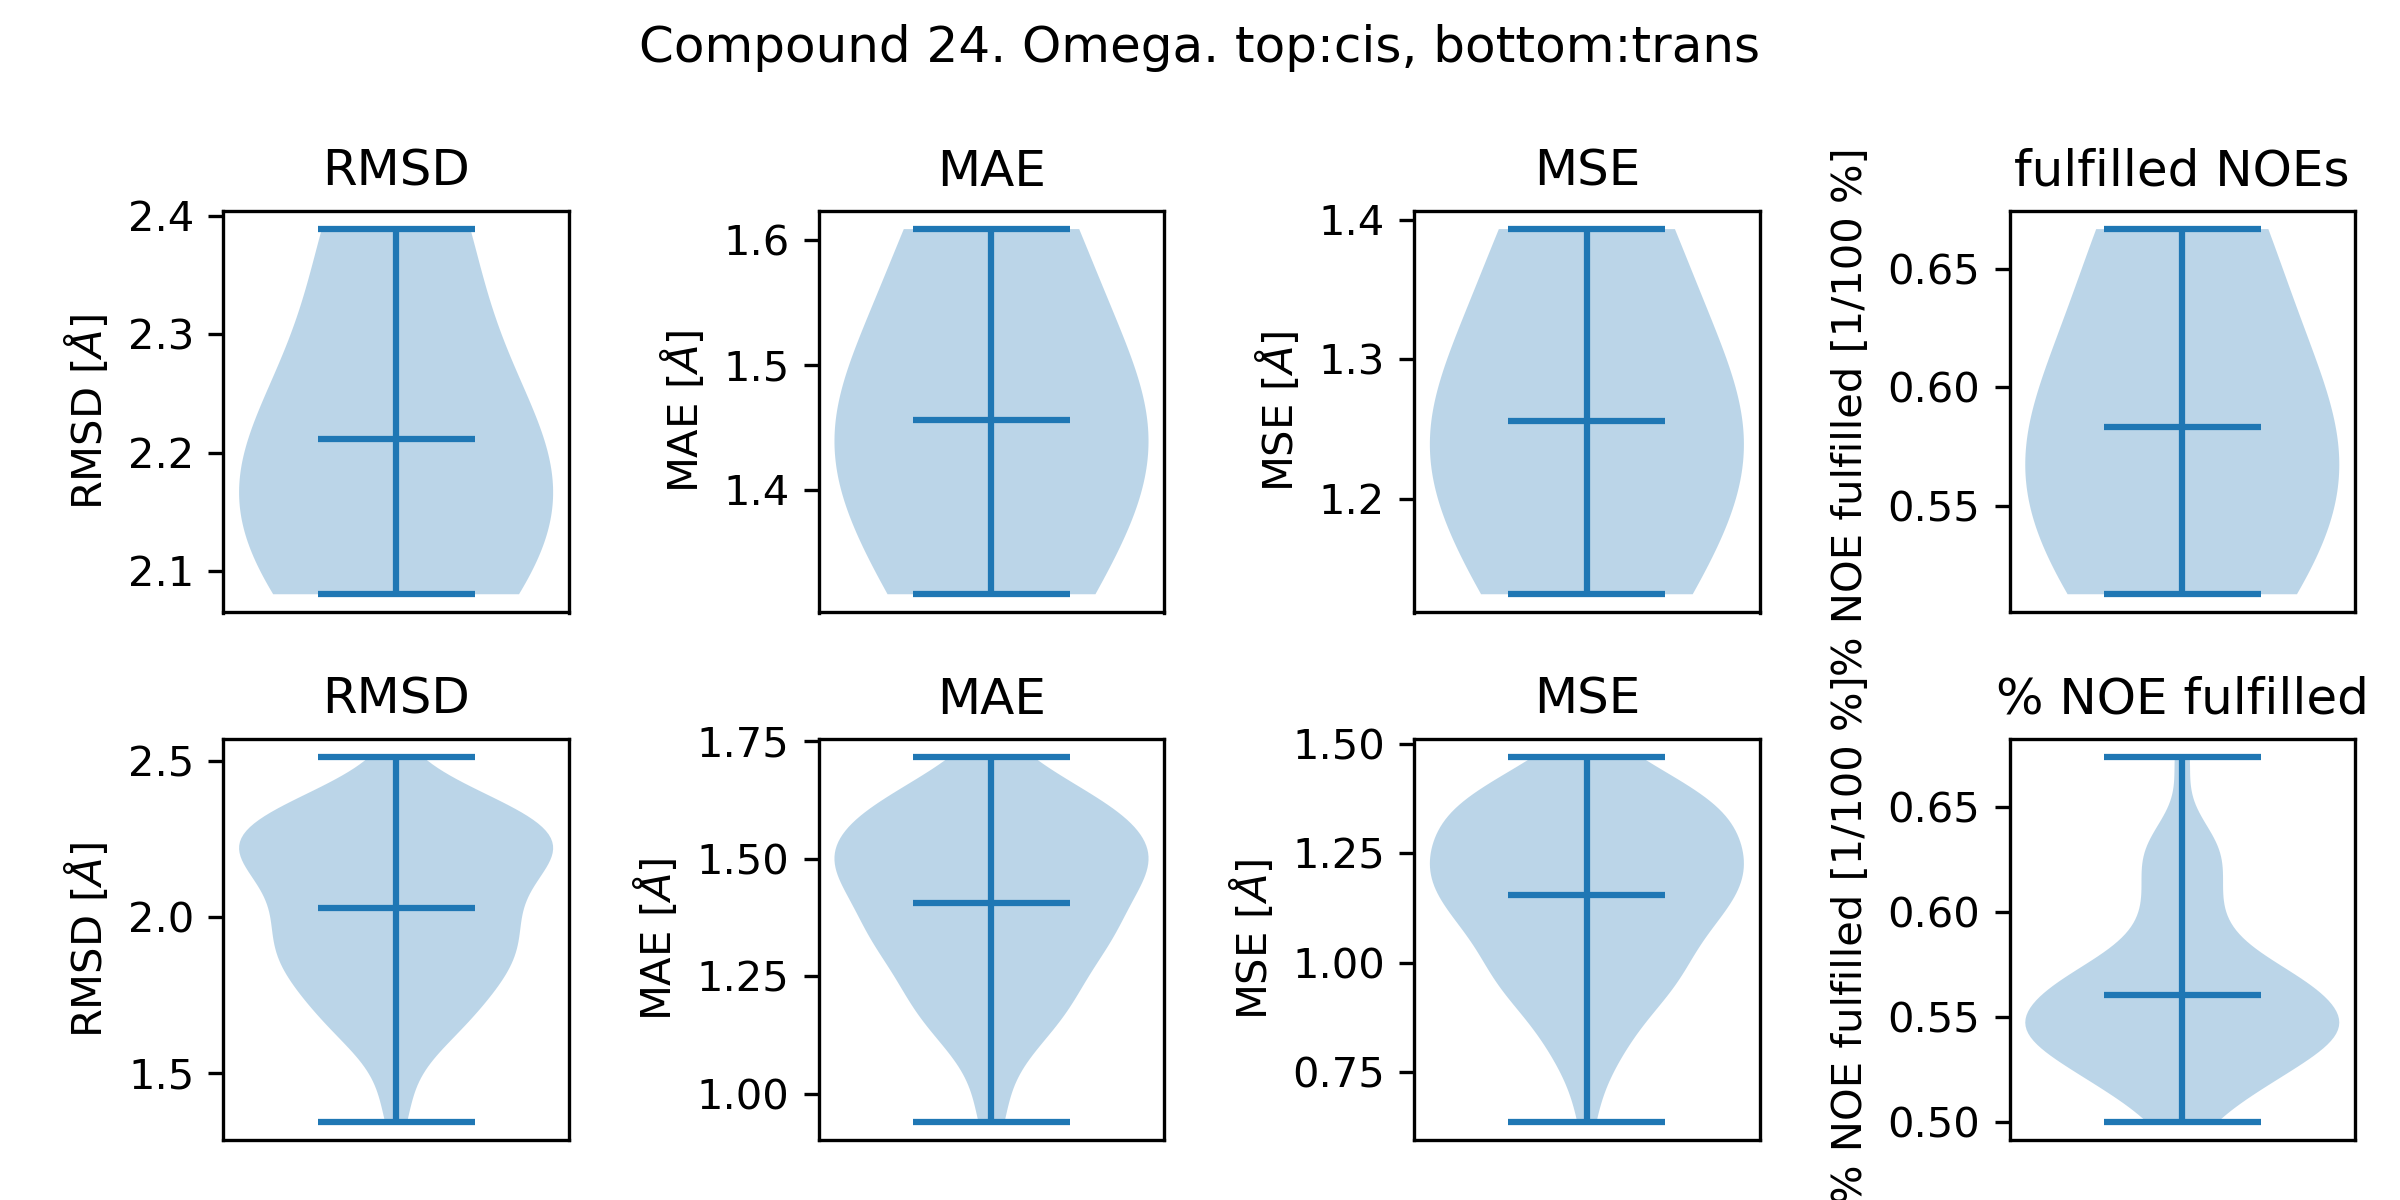 Compound 24. Omega. top:cis, bottom:trans
RMSD
MAE
MSE
fulfilled NOEs
RMSD [Å]
2.4
2.3
2.2
2.1
MAE [Å]
1.6
1.5
1.4
MSE [Å]
1.4
1.3
1.2
% NOE fulfilled [1/100 %]
0.65
0.60
0.55
RMSD
MAE
MSE
% NOE fulfilled
RMSD [Å]
2.5
2.0
1.5
MAE [Å]
1.75
1.50
1.25
1.00
MSE [Å]
1.50
1.25
1.00
0.75
% NOE fulfilled [1/100 %]
0.65
0.60
0.55
0.50